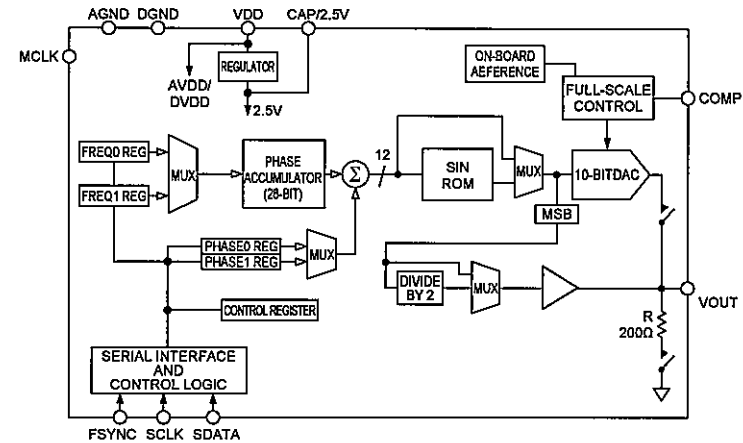 AGND DGND VDD CAP/2.5V
MCLK
REGULATOR
AVDD/
DVDD
2.5V
ON-BOARD
AEFERENCE
FULL-SCALE
CONTROL
COMP
FREQ0 REG
FREQ1 REG
MUX
PHASE
ACCUMULATOR
(28-BIT)
Σ
12
SIN
ROM
MUX
10-BITDAC
MSB
PHASE0 REG
PHASE1 REG
MUX
DIVIDE
BY 2
MUX
VOUT
R
200Ω
CONTROL REGISTER
SERIAL INTERFACE
AND
CONTROL LOGIC
FSYNC SCLK SDATA